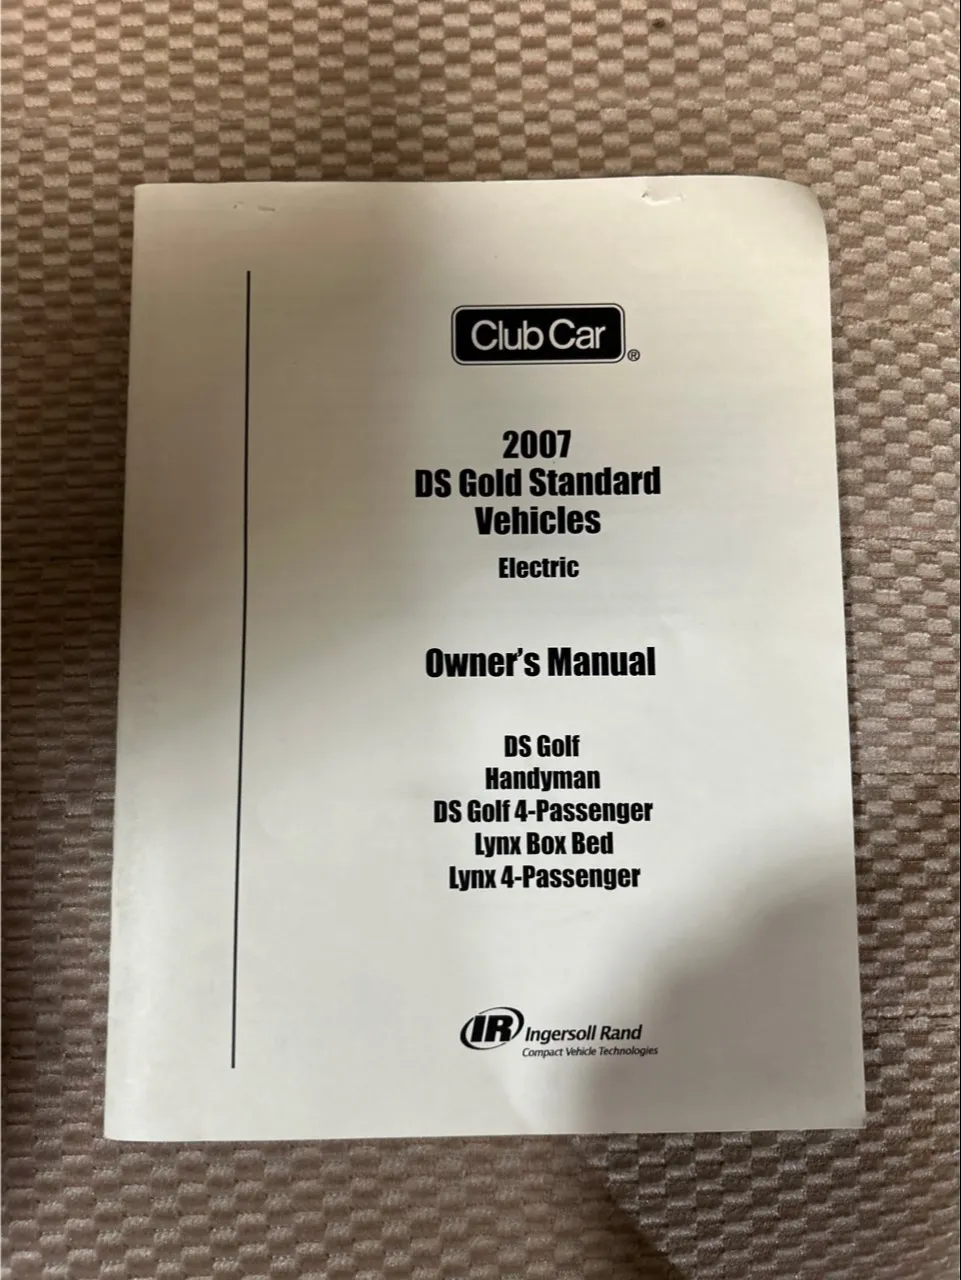 Club Car®
2007
DS Gold Standard
Vehicles
Electric
Owner's Manual
DS Golf
Handyman
DS Golf 4-Passenger
Lynx Box Bed
Lynx 4-Passenger
IR Ingersoll Rand
Compact Vehicle Technologies